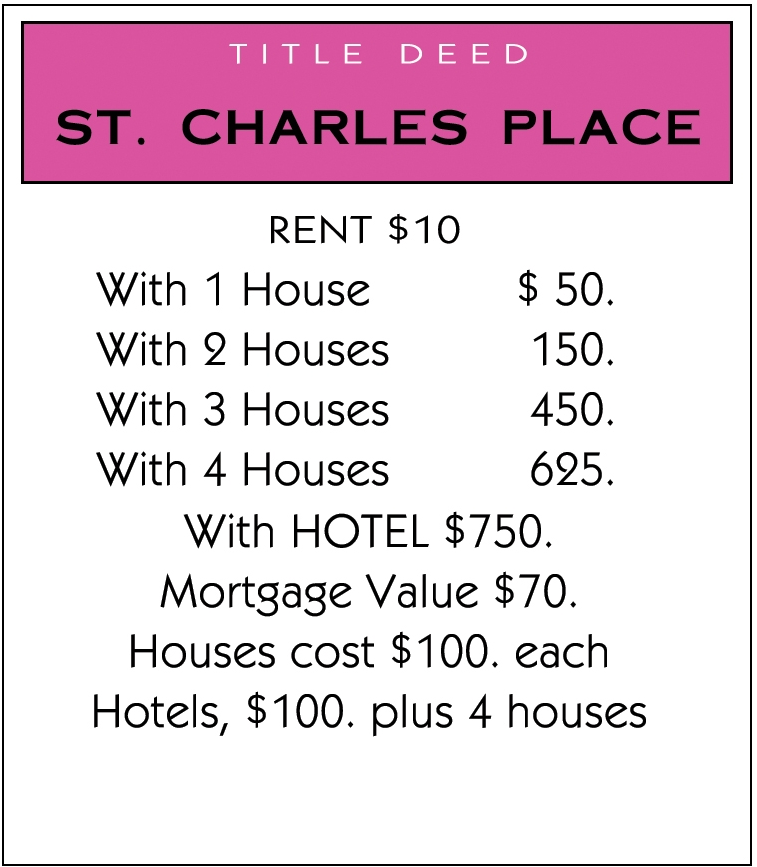 TITLE DEED
ST. CHARLES PLACE
RENT $10
With 1 House $ 50.
With 2 Houses 150.
With 3 Houses 450.
With 4 Houses 625.
With HOTEL $750.
Mortgage Value $70.
Houses cost $100. each
Hotels, $100. plus 4 houses